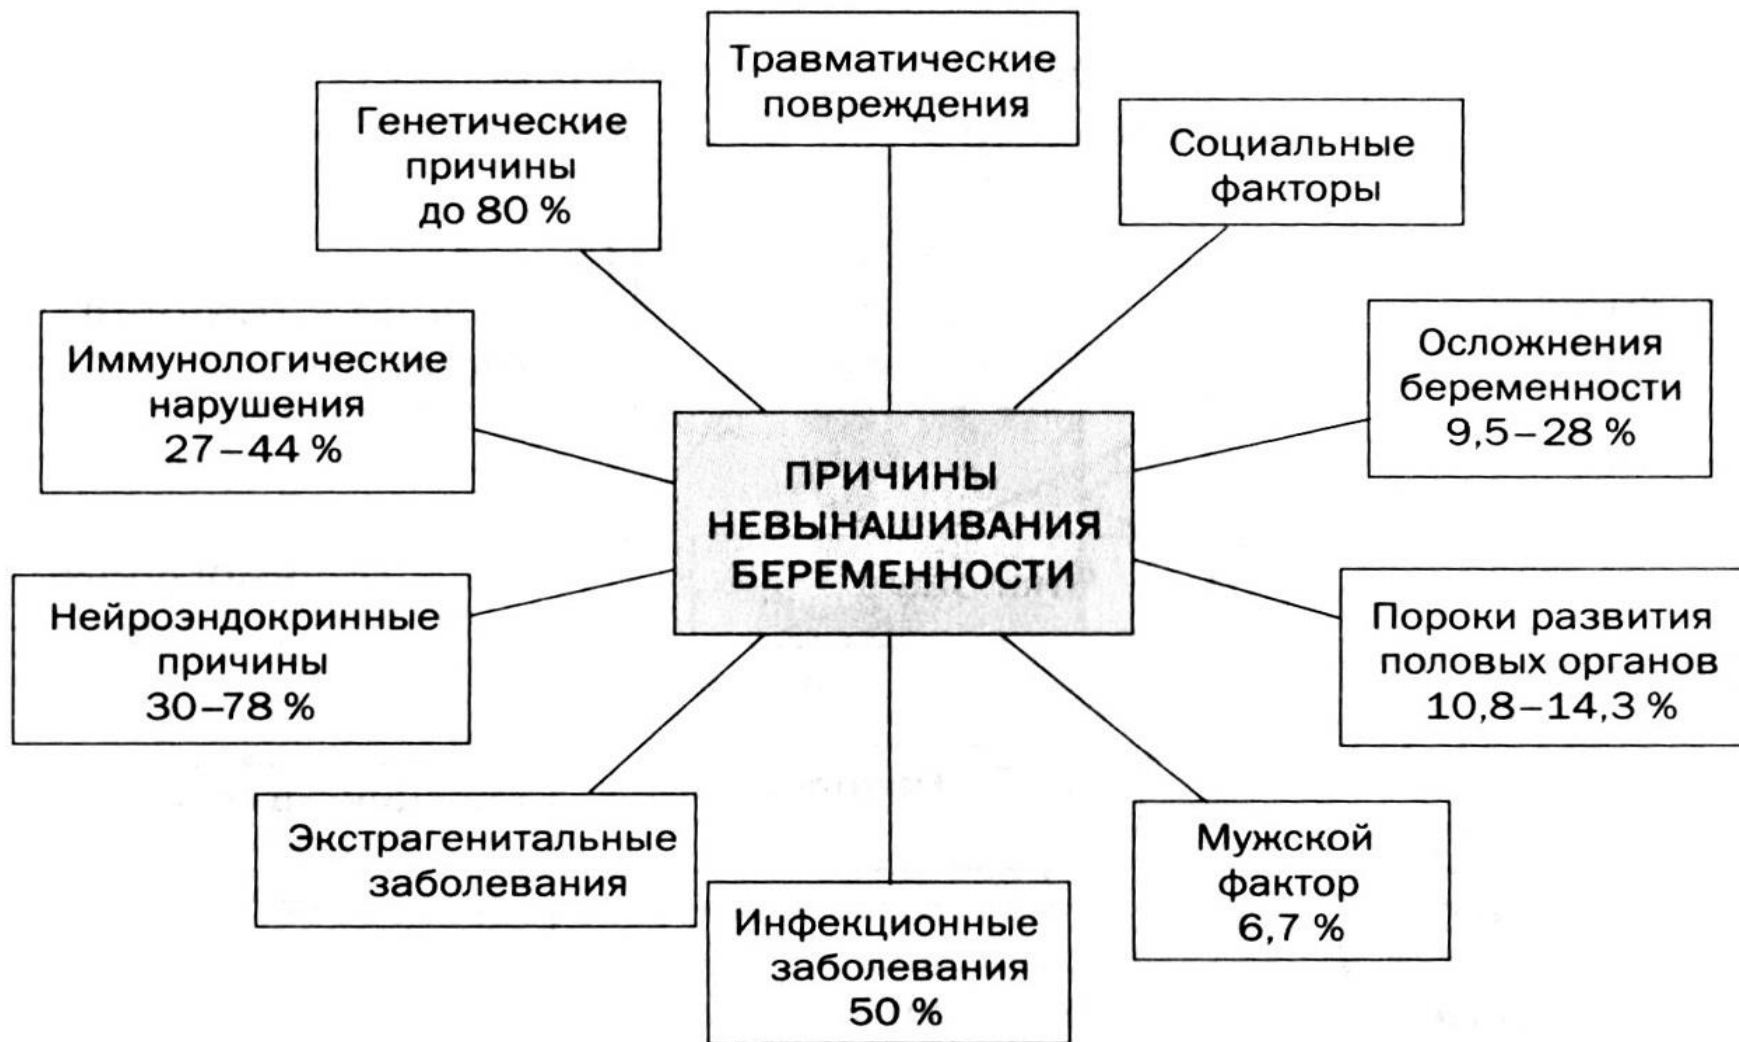 Травматические
повреждения
Генетические
причины
до 80 %
Социальные
факторы
Иммунологические
нарушения
27–44 %
Осложнения
беременности
9,5–28 %
ПРИЧИНЫ
НЕВЫНАШИВАНИЯ
БЕРЕМЕННОСТИ
Нейроэндокринные
причины
30–78 %
Пороки развития
половых органов
10,8–14,3 %
Экстрагенитальные
заболевания
Инфекционные
заболевания
50 %
Мужской
фактор
6,7 %